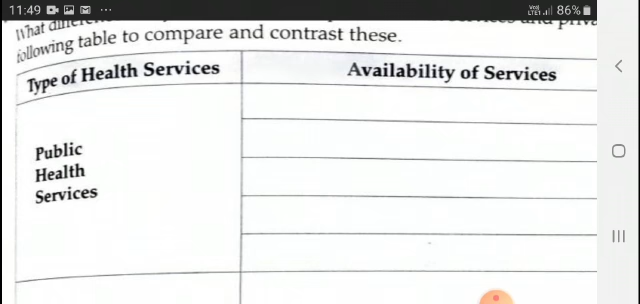 11:49
86%
following table to compare and contrast these.
Type of Health Services
Availability of Services
Public
Health
Services